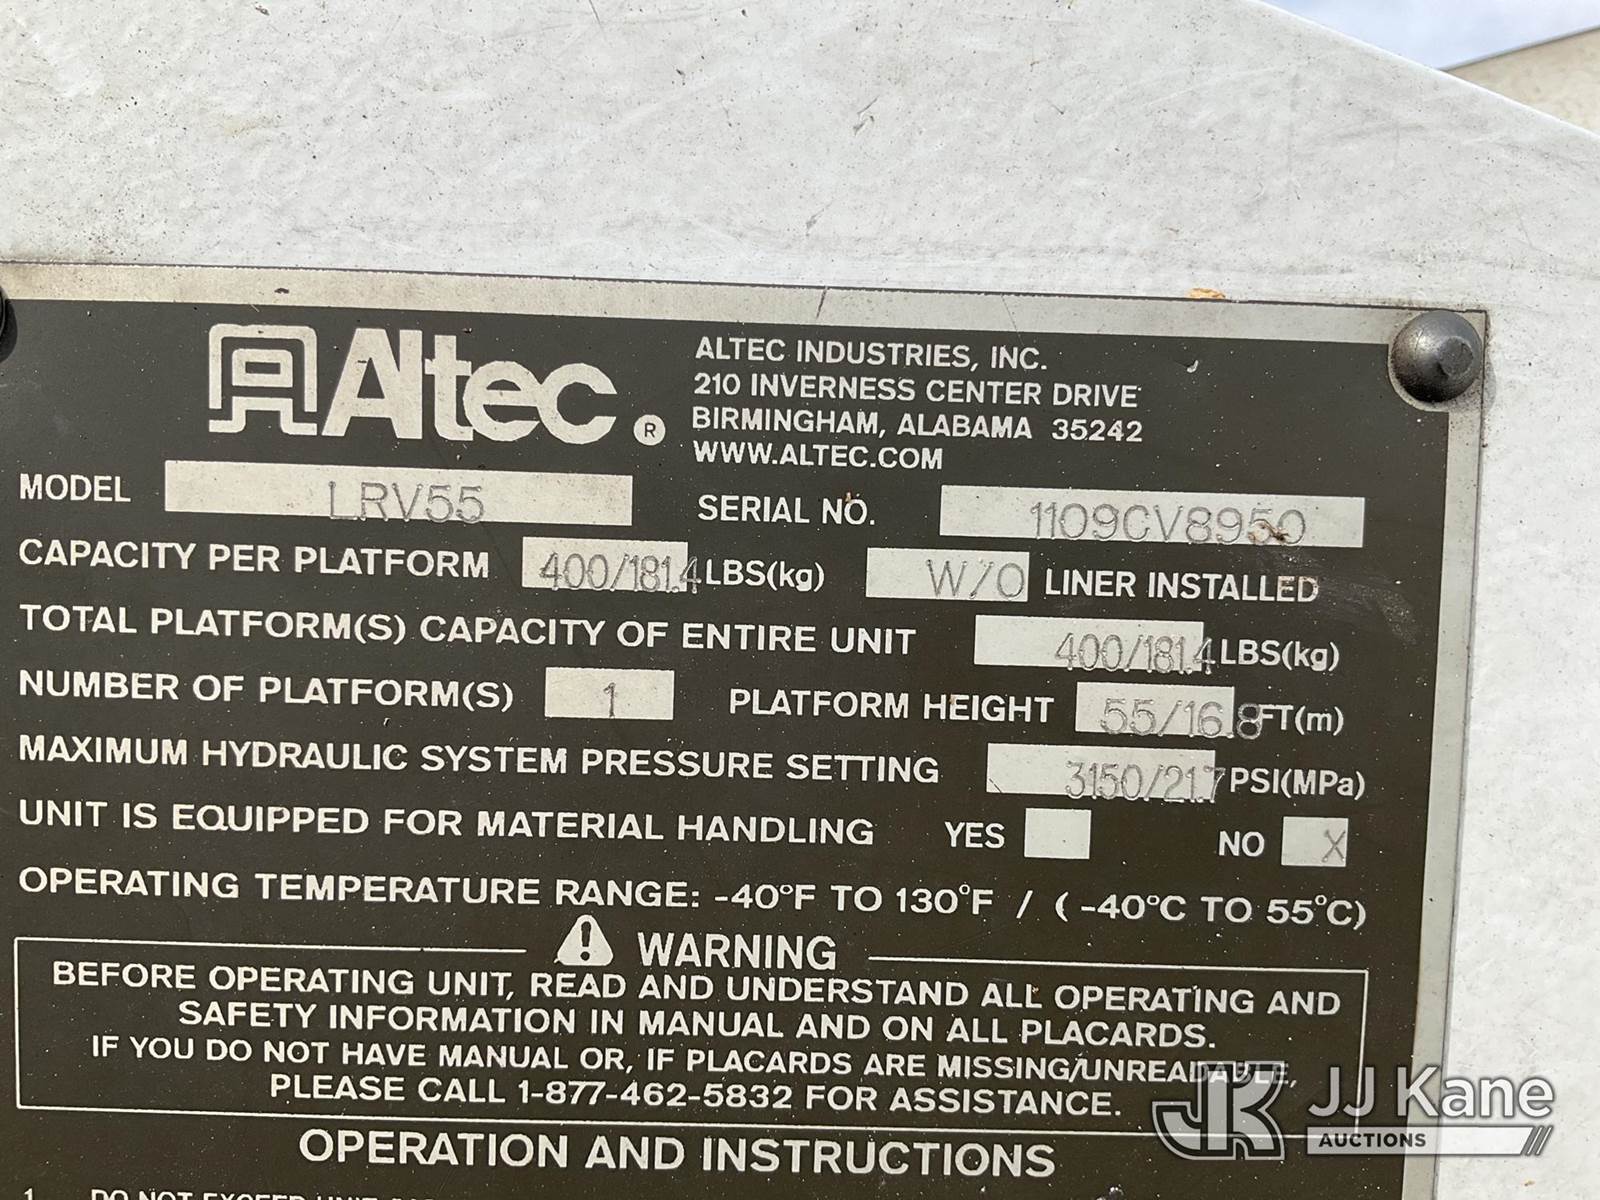 Altec ®
ALTEC INDUSTRIES, INC.
210 INVERNESS CENTER DRIVE
BIRMINGHAM, ALABAMA 35242
WWW.ALTEC.COM
MODEL LRV55 SERIAL NO. 1109CV8950
CAPACITY PER PLATFORM 400/181.4 LBS(kg) W/O LINER INSTALLED
TOTAL PLATFORM(S) CAPACITY OF ENTIRE UNIT 400/181.4 LBS(kg)
NUMBER OF PLATFORM(S) 1 PLATFORM HEIGHT 55/16.8 FT(m)
MAXIMUM HYDRAULIC SYSTEM PRESSURE SETTING 3150/21.7 PSI(MPa)
UNIT IS EQUIPPED FOR MATERIAL HANDLING YES NO X
OPERATING TEMPERATURE RANGE: -40°F TO 130°F / ( -40°C TO 55°C)
WARNING
BEFORE OPERATING UNIT, READ AND UNDERSTAND ALL OPERATING AND
SAFETY INFORMATION IN MANUAL AND ON ALL PLACARDS.
IF YOU DO NOT HAVE MANUAL OR, IF PLACARDS ARE MISSING/UNREADABLE,
PLEASE CALL 1-877-462-5832 FOR ASSISTANCE.
OPERATION AND INSTRUCTIONS
1. DO NOT EXCEED UNIT
JK JJ Kane
AUCTIONS